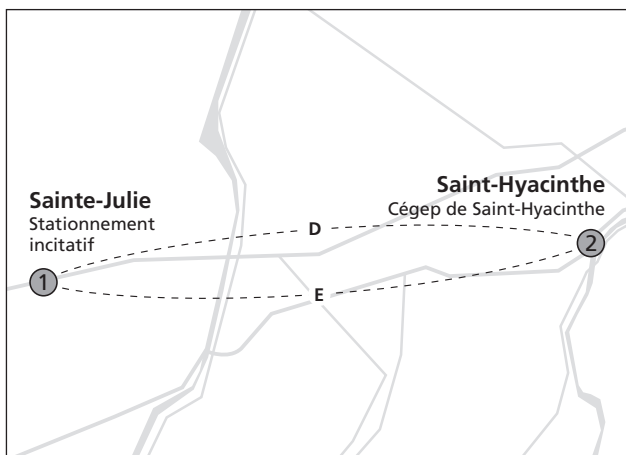 Sainte-Julie
Stationnement
incitatif
1
Saint-Hyacinthe
Cégep de Saint-Hyacinthe
2
D
E